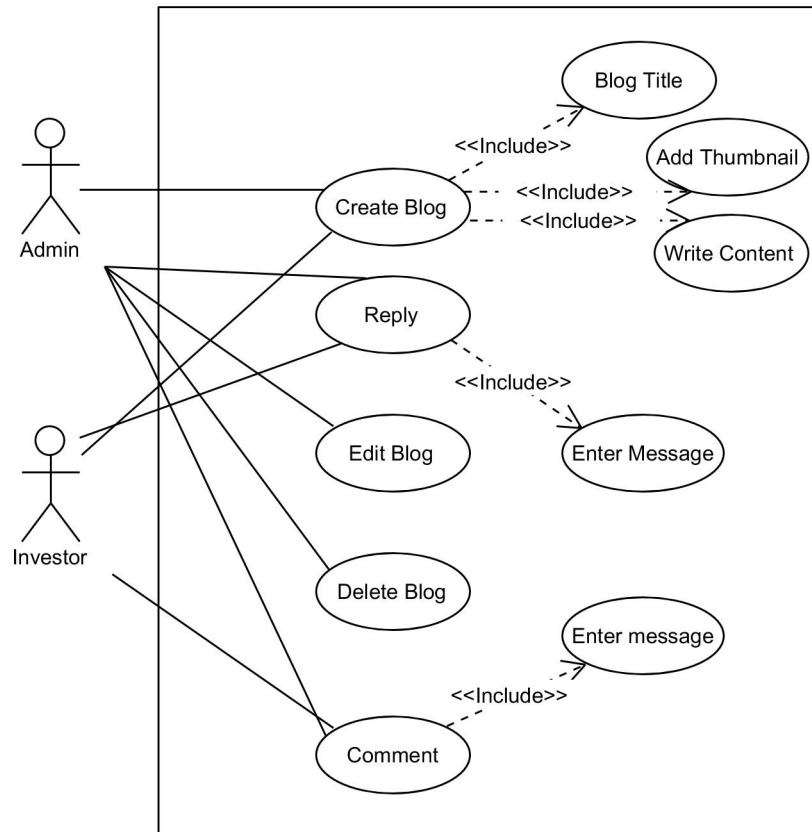 Blog Title
<<Include>>
Add Thumbnail
<<Include>>
Create Blog
<<Include>>
Admin
Write Content
Reply
<<Include>>
Edit Blog
Enter Message
Investor
Delete Blog
Enter message
<<Include>>
Comment